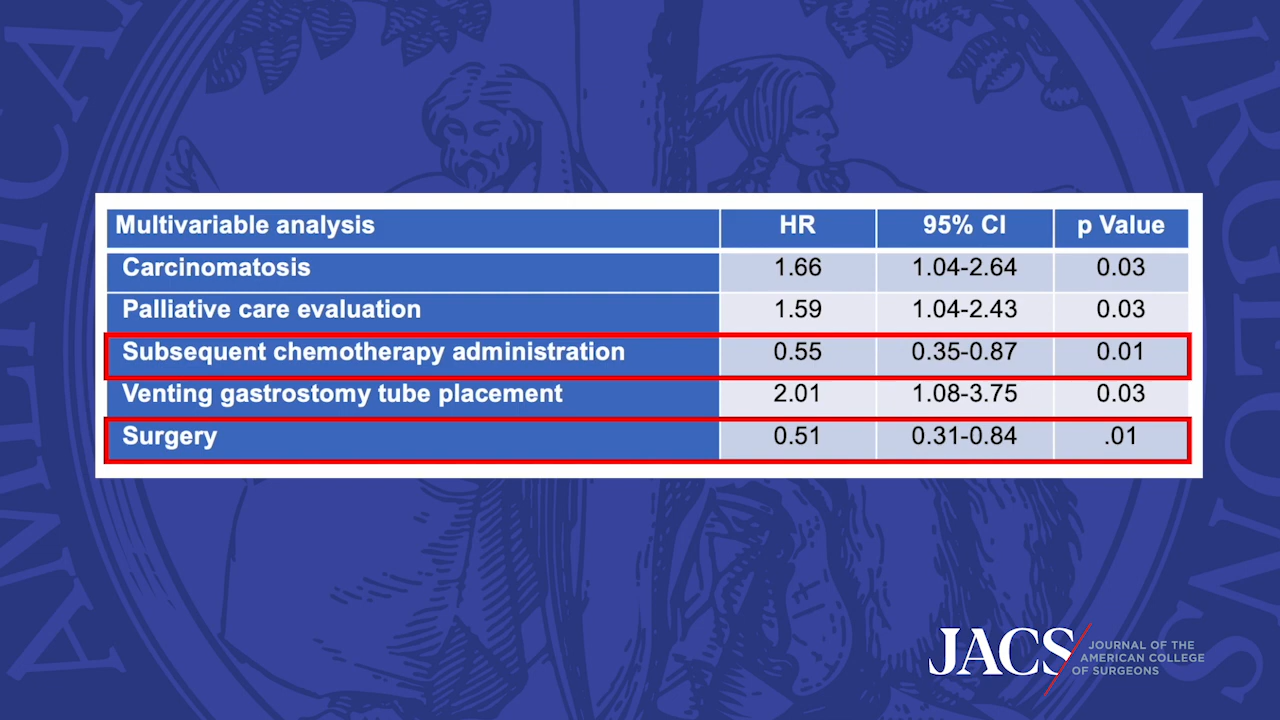 Multivariable analysis HR 95% CI p Value
Carcinomatosis 1.66 1.04-2.64 0.03
Palliative care evaluation 1.59 1.04-2.43 0.03
Subsequent chemotherapy administration 0.55 0.35-0.87 0.01
Venting gastrostomy tube placement 2.01 1.08-3.75 0.03
Surgery 0.51 0.31-0.84 .01
JACS
JOURNAL OF THE
AMERICAN COLLEGE
OF SURGEONS